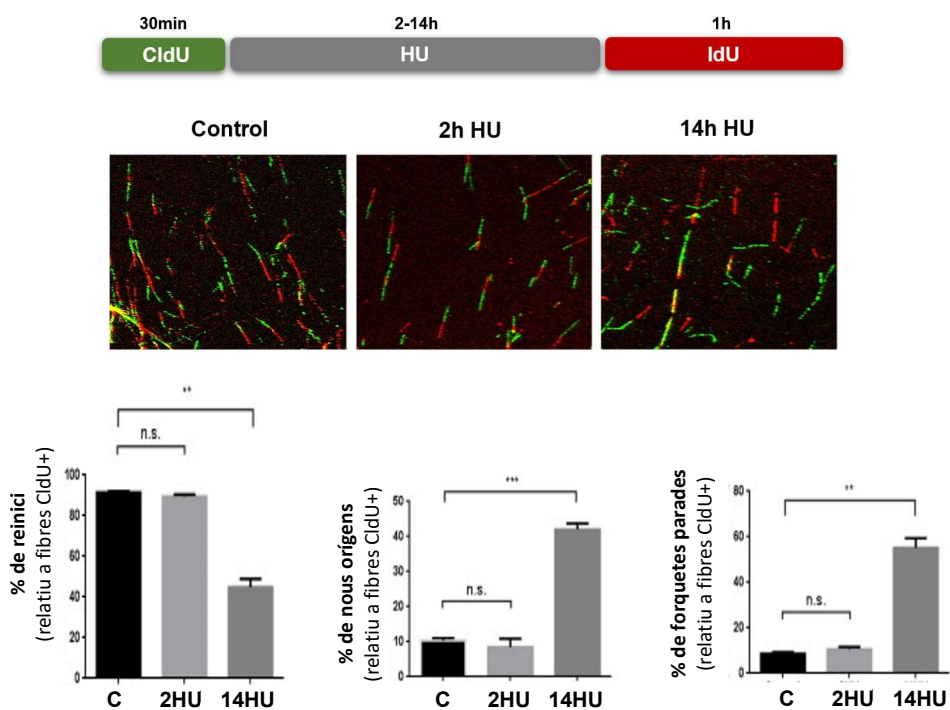 30min 2-14h 1h
CldU HU IdU
Control 2h HU 14h HU
% de reinici
(relatiu a fibres CldU+)
**
n.s.
100
80
60
40
20
0
C 2HU 14HU
% de nous orígens
(relatiu a fibres CldU+)
***
n.s.
50
40
30
20
10
0
C 2HU 14HU
% de forquetes parades
(relatiu a fibres CldU+)
**
n.s.
80
60
40
20
0
C 2HU 14HU